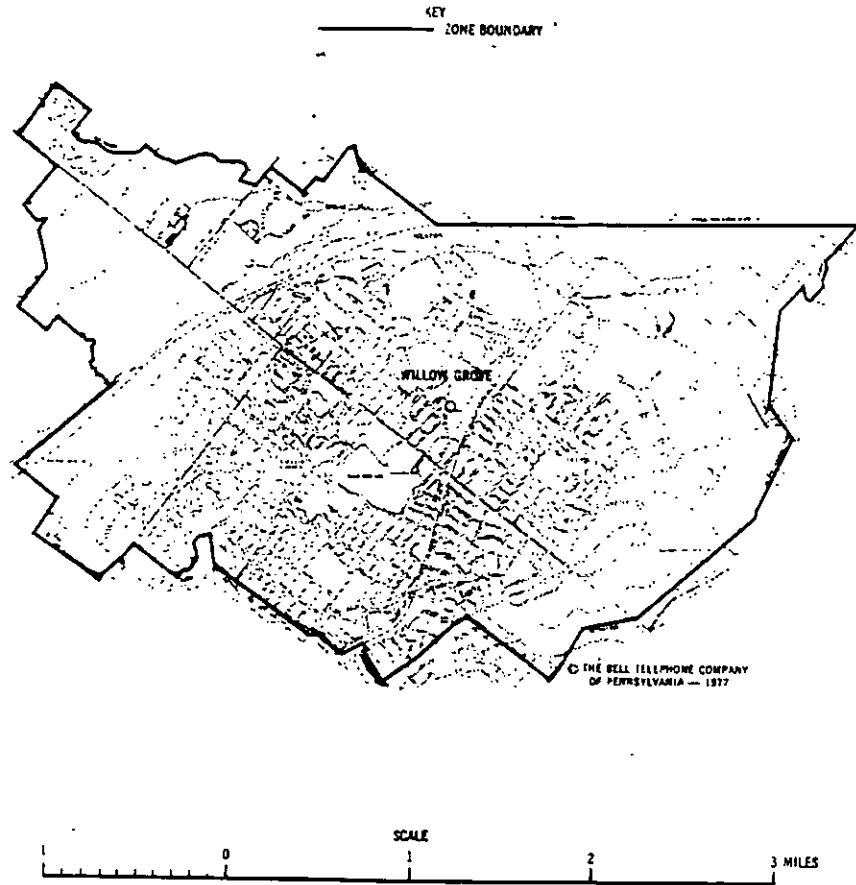 KEY
ZONE BOUNDARY
WILLOW GROVE
© THE BELL TELEPHONE COMPANY
OF PENNSYLVANIA — 1977
SCALE
1 0 1 2 3 MILES